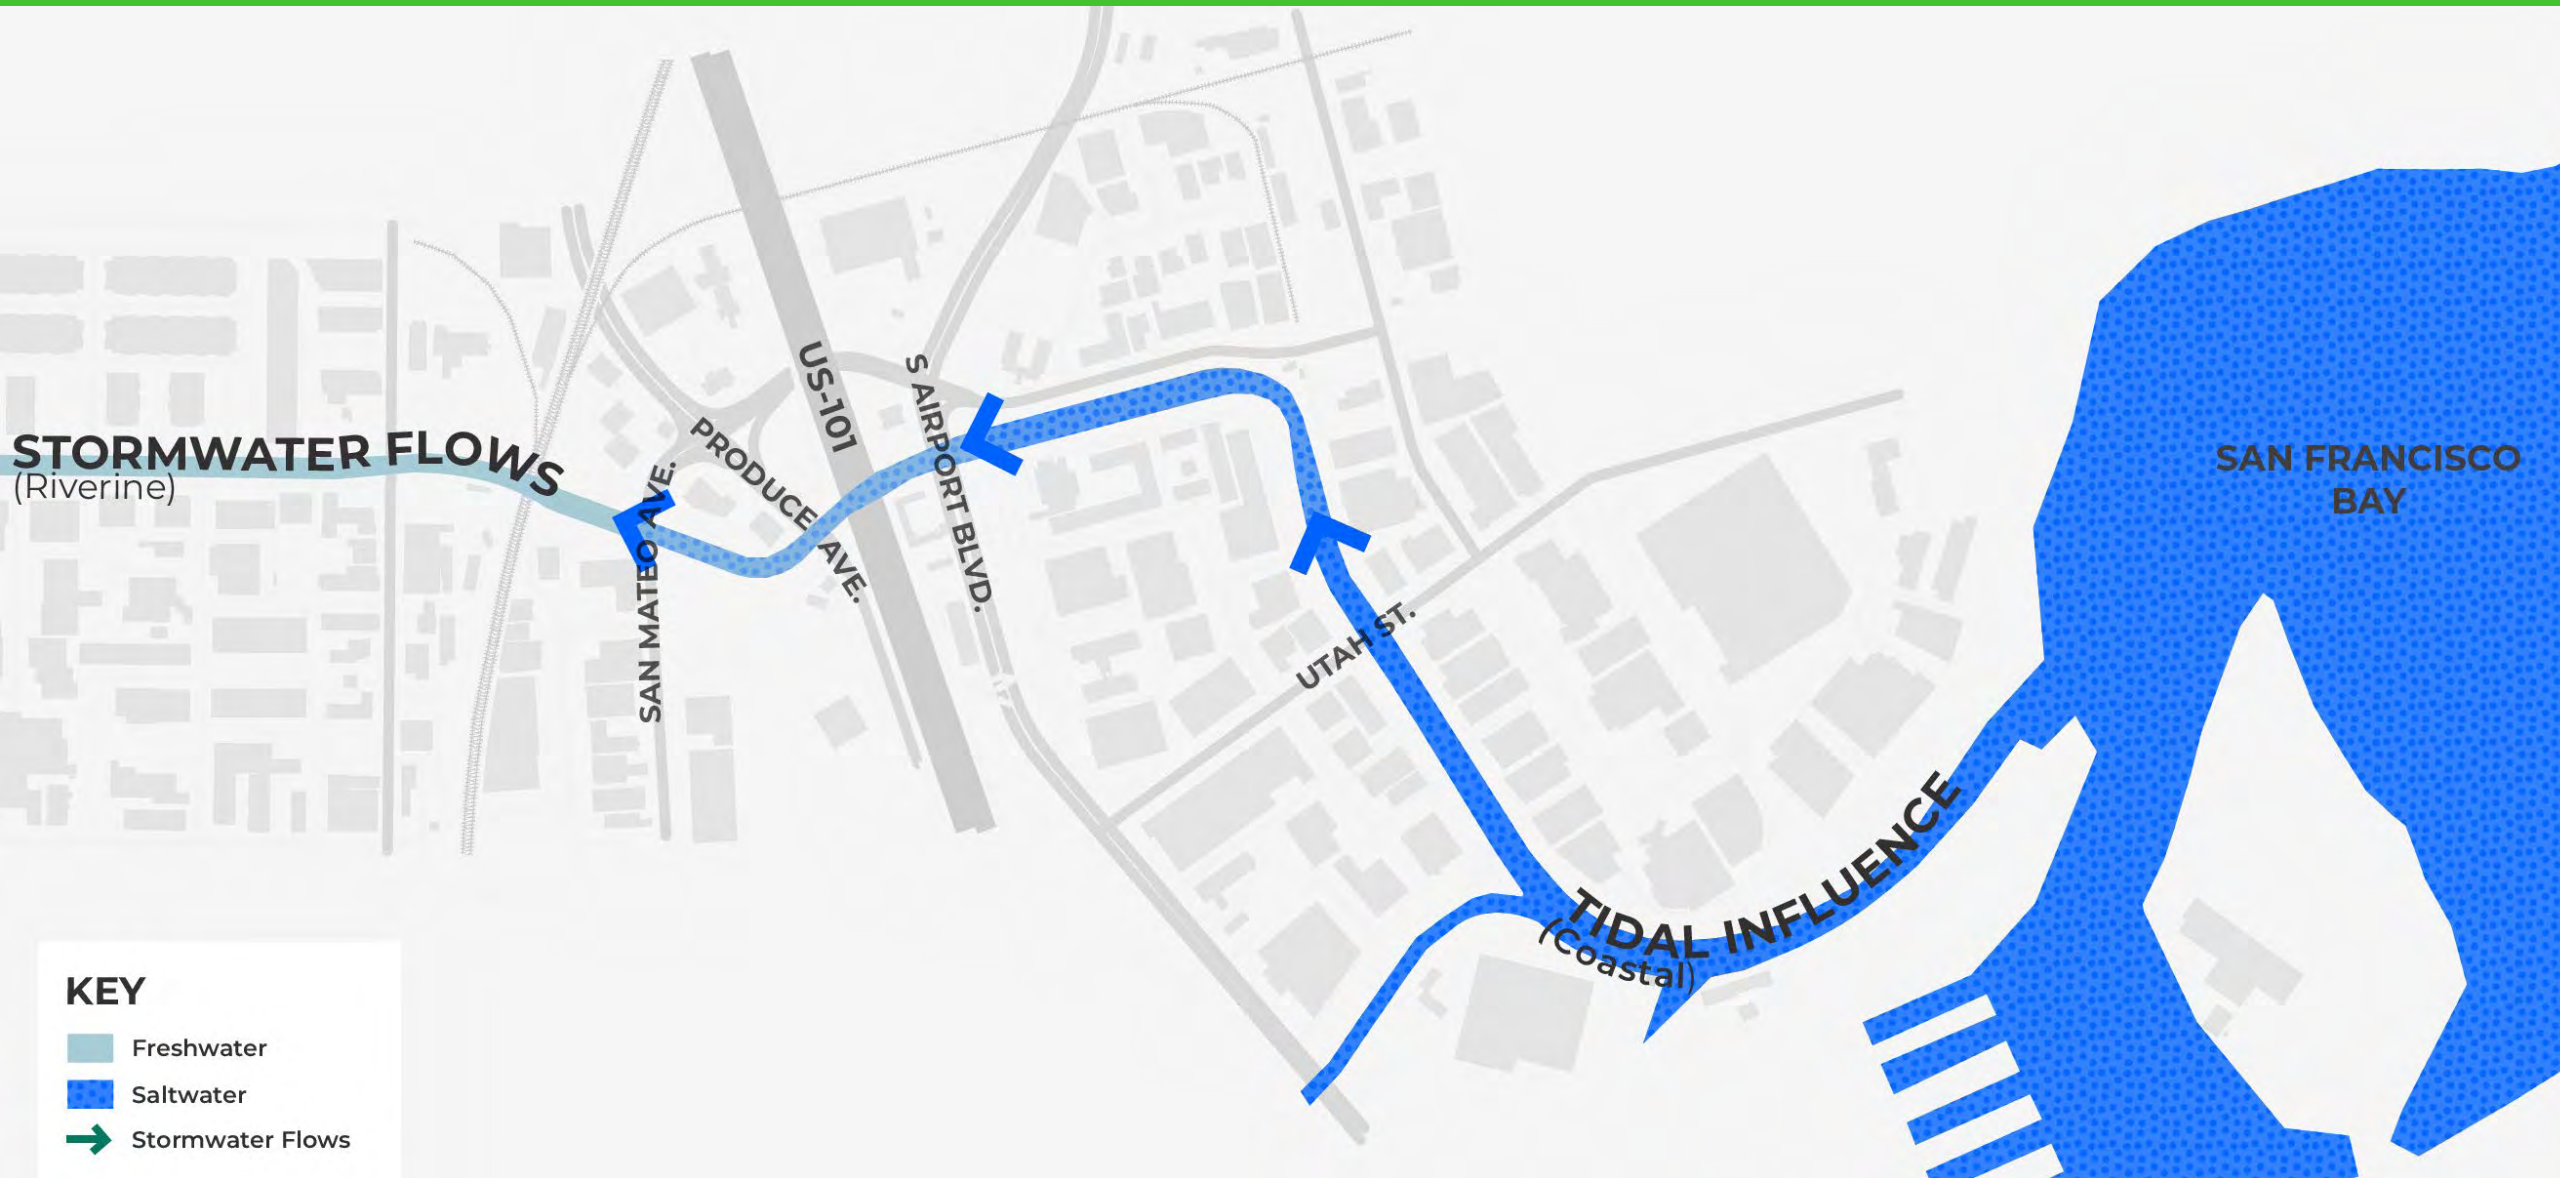 STORMWATER FLOWS
(Riverine)
SAN MATEO AVE.
PRODUCE AVE.
US-101
S AIRPORT BLVD.
UTAH ST.
TIDAL INFLUENCE
(Coastal)
SAN FRANCISCO
BAY
KEY
Freshwater
Saltwater
Stormwater Flows